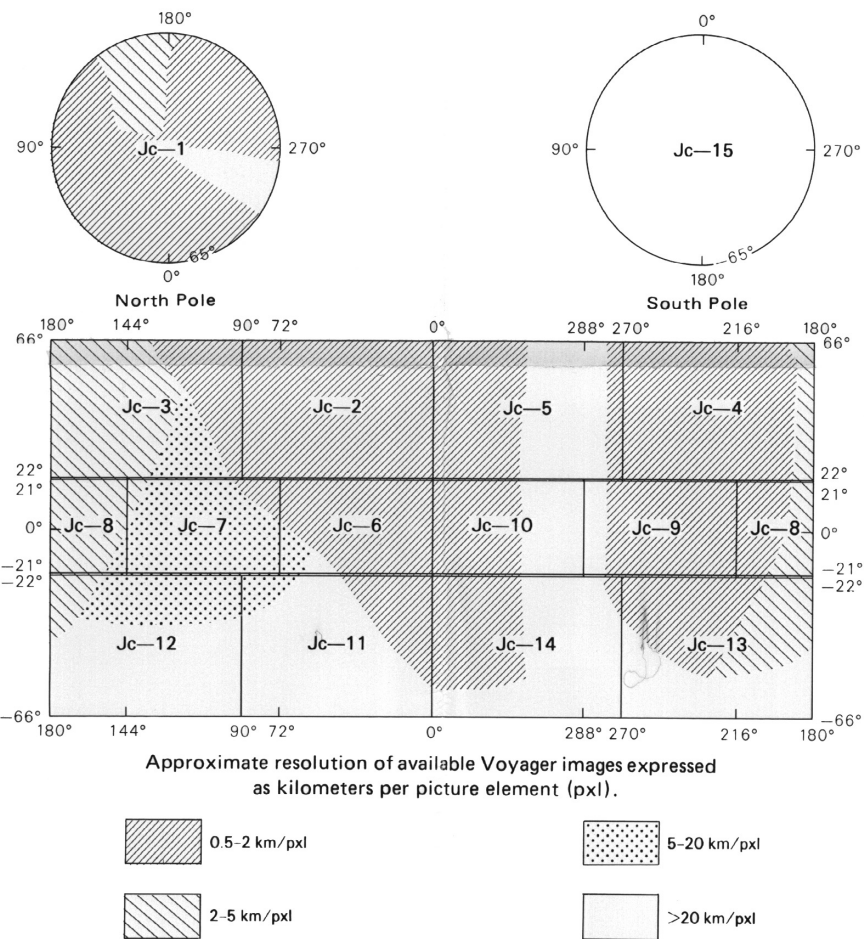 180° 0°
90° Jc—1 270° 90° Jc—15 270°
65° —65°
0° 180°
North Pole South Pole
180° 144° 90° 72° 0° 288° 270° 216° 180°
66° 66°
Jc—3 Jc—2 Jc—5 Jc—4
22° 22°
21° 21°
0° Jc—8 Jc—7 Jc—6 Jc—10 Jc—9 Jc—8 0°
—21° —21°
—22° —22°
Jc—12 Jc—11 Jc—14 Jc—13
—66° —66°
180° 144° 90° 72° 0° 288° 270° 216° 180°
Approximate resolution of available Voyager images expressed
as kilometers per picture element (pxl).
0.5-2 km/pxl 5-20 km/pxl
2-5 km/pxl >20 km/pxl